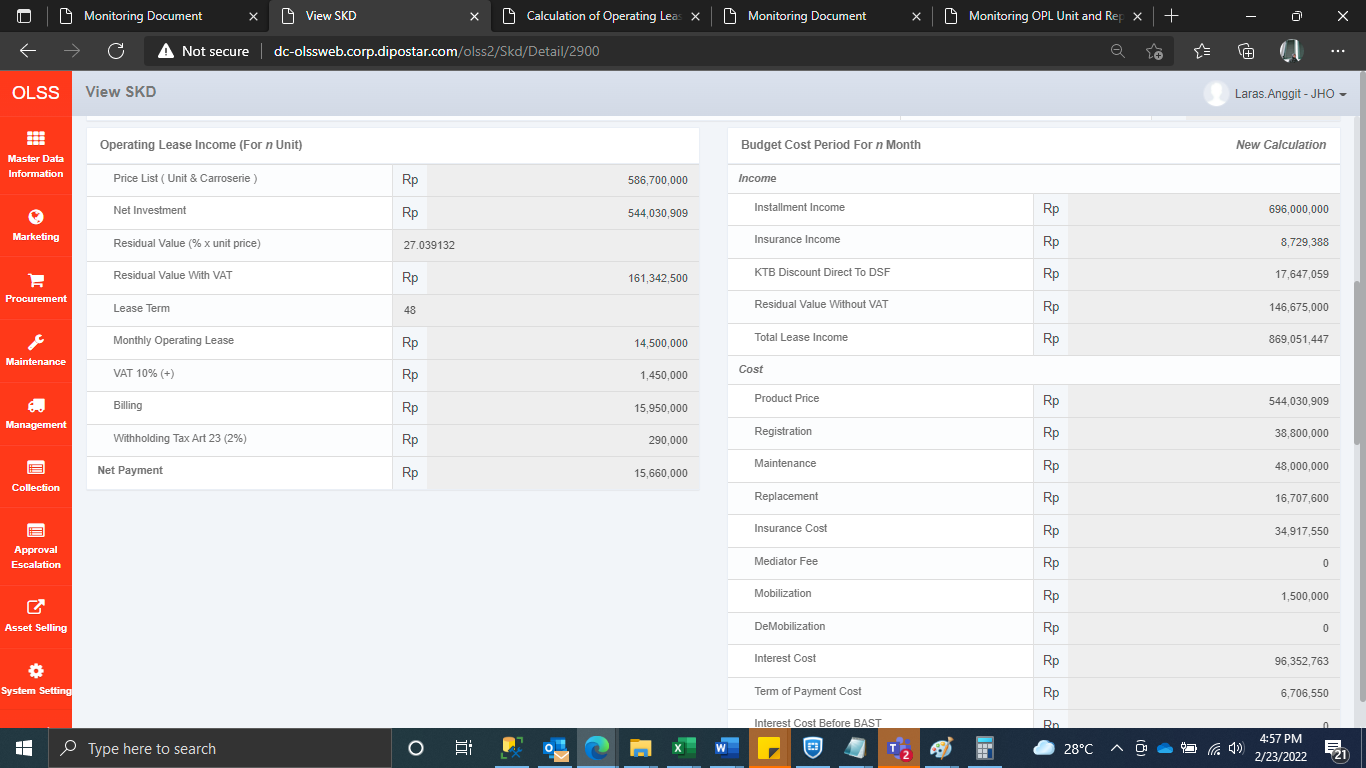 Monitoring Document
View SKD
Calculation of Operating Leas
Monitoring Document
Monitoring OPL Unit and Rep
Not secure
dc-olssweb.corp.dipostar.com/olss2/Skd/Detail/2900
OLSS
View SKD
Laras.Anggit - JHO
Master Data
Information
Marketing
Procurement
Maintenance
Management
Collection
Approval
Escalation
Asset Selling
System Setting
Operating Lease Income (For n Unit)
Price List ( Unit & Carroserie ) Rp 586,700,000
Net Investment Rp 544,030,909
Residual Value (% x unit price) 27.039132
Residual Value With VAT Rp 161,342,500
Lease Term 48
Monthly Operating Lease Rp 14,500,000
VAT 10% (+) Rp 1,450,000
Billing Rp 15,950,000
Withholding Tax Art 23 (2%) Rp 290,000
Net Payment Rp 15,660,000
Budget Cost Period For n Month New Calculation
Income
Installment Income Rp 696,000,000
Insurance Income Rp 8,729,388
KTB Discount Direct To DSF Rp 17,647,059
Residual Value Without VAT Rp 146,675,000
Total Lease Income Rp 869,051,447
Cost
Product Price Rp 544,030,909
Registration Rp 38,800,000
Maintenance Rp 48,000,000
Replacement Rp 16,707,600
Insurance Cost Rp 34,917,550
Mediator Fee Rp 0
Mobilization Rp 1,500,000
DeMobilization Rp 0
Interest Cost Rp 96,352,763
Term of Payment Cost Rp 6,706,550
Interest Cost Before BAST Rp 0
Type here to search
2
28°C
4:57 PM
2/23/2022
21